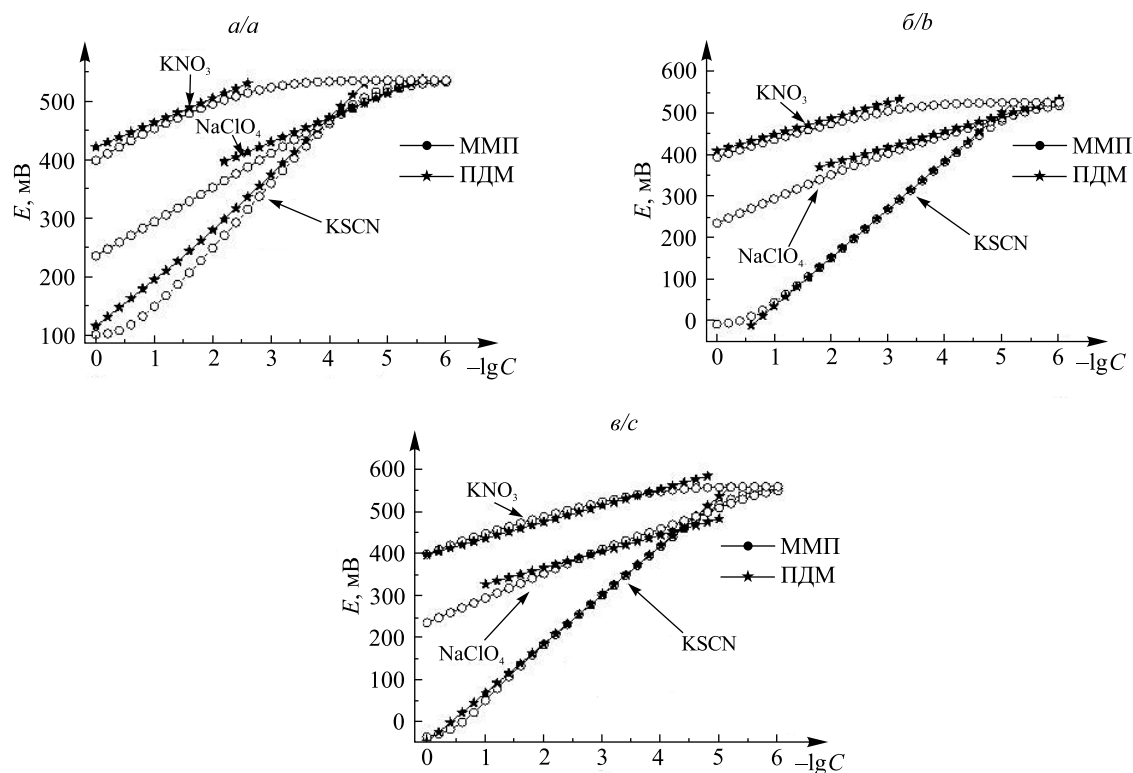 а/a
E, мВ
500
400
300
200
100
0 1 2 3 4 5 6
–lgC
KNO₃
NaClO₄
KSCN
ММП
ПДМ
б/b
E, мВ
600
500
400
300
200
100
0
0 1 2 3 4 5 6
–lgC
KNO₃
NaClO₄
KSCN
ММП
ПДМ
в/c
E, мВ
600
500
400
300
200
100
0
0 1 2 3 4 5 6
–lgC
KNO₃
NaClO₄
KSCN
ММП
ПДМ